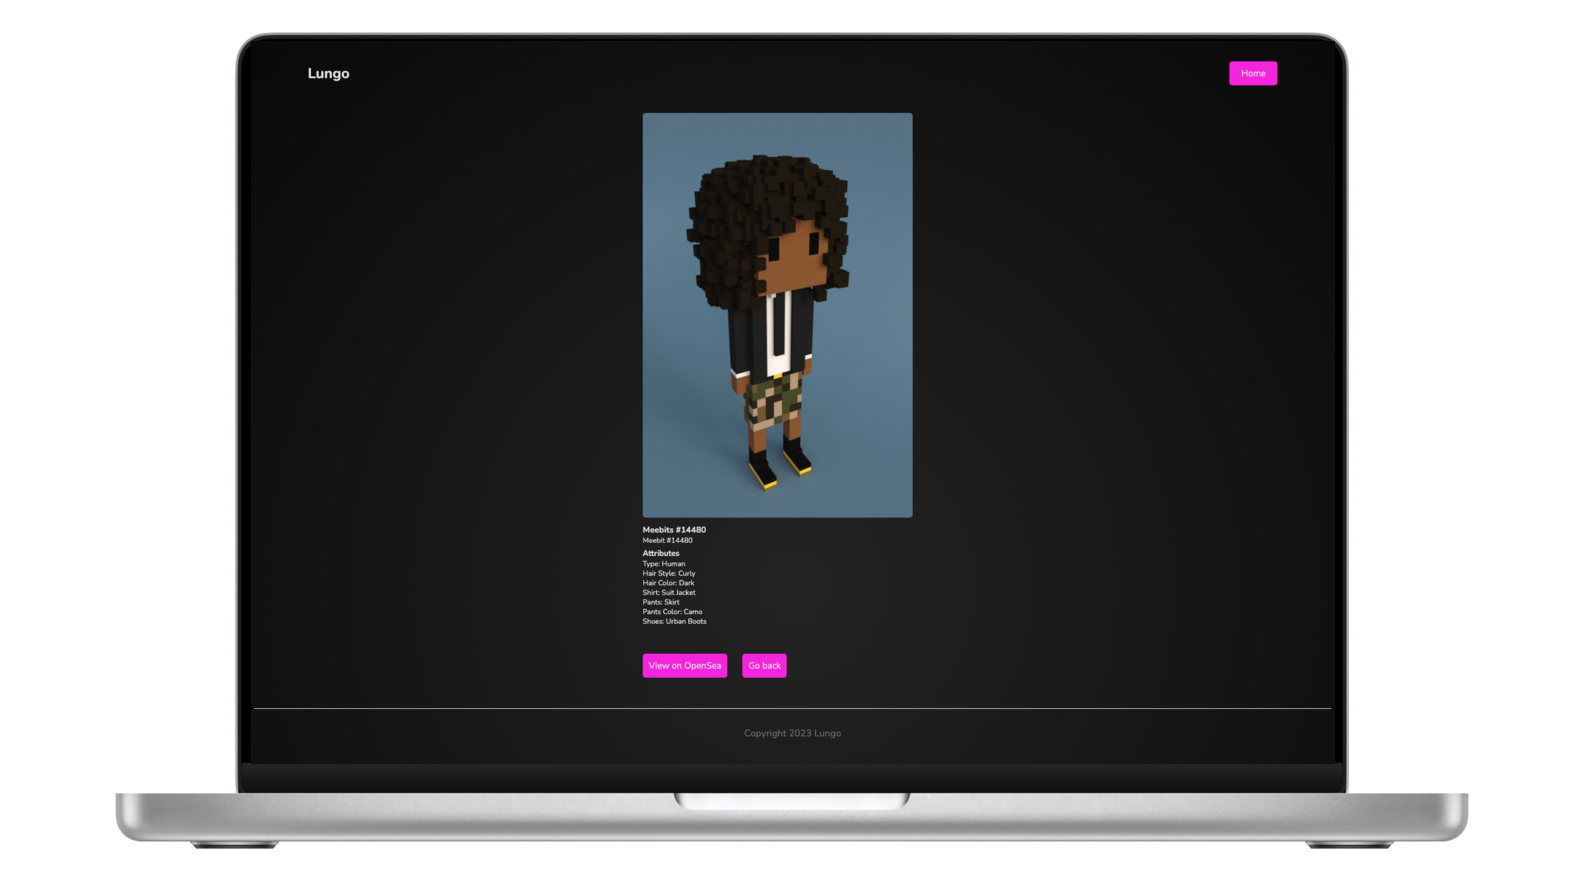 Lungo
Home
Meebits #14480
Meebit #14480
Attributes
Type: Human
Hair Style: Curly
Hair Color: Dark
Shirt: Suit Jacket
Pants: Skirt
Pants Color: Camo
Shoes: Urban Boots
View on OpenSea
Go back
Copyright 2023 Lungo